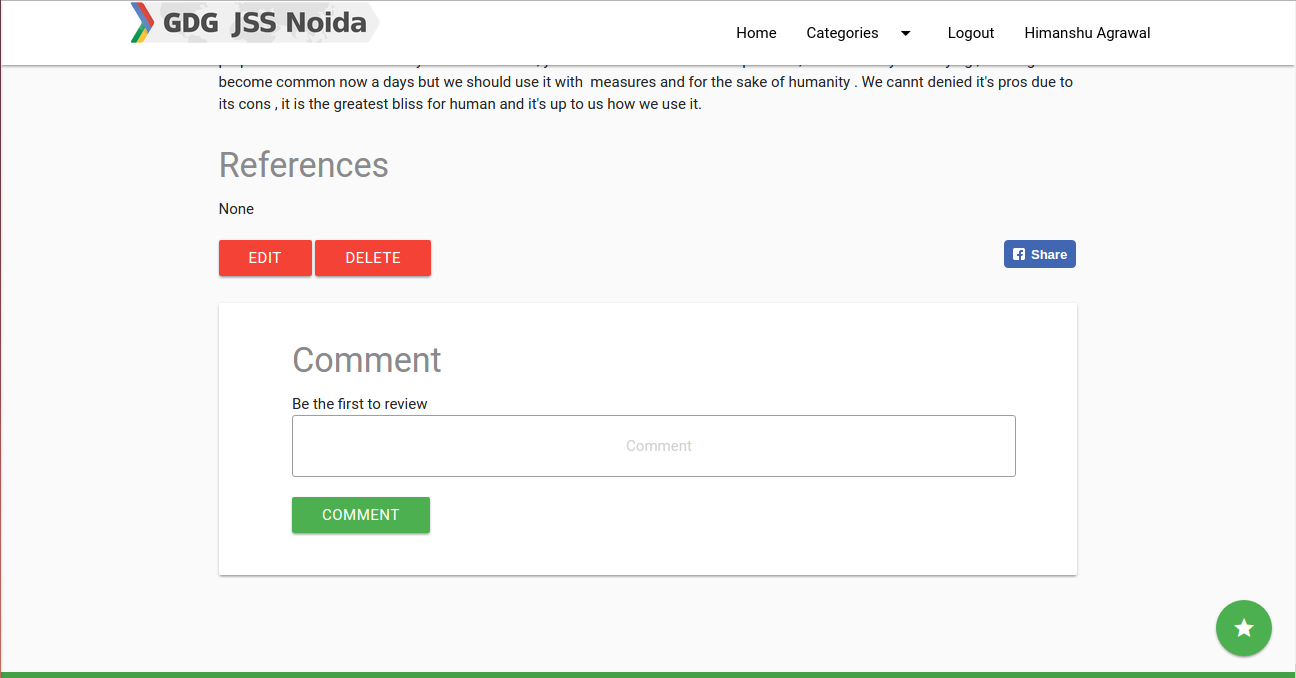 GDG JSS Noida
Home Categories Logout Himanshu Agrawal
become common now a days but we should use it with  measures and for the sake of humanity . We cannt denied it's pros due to
its cons , it is the greatest bliss for human and it's up to us how we use it.
References
None
EDIT DELETE Share
Comment
Be the first to review
Comment
COMMENT